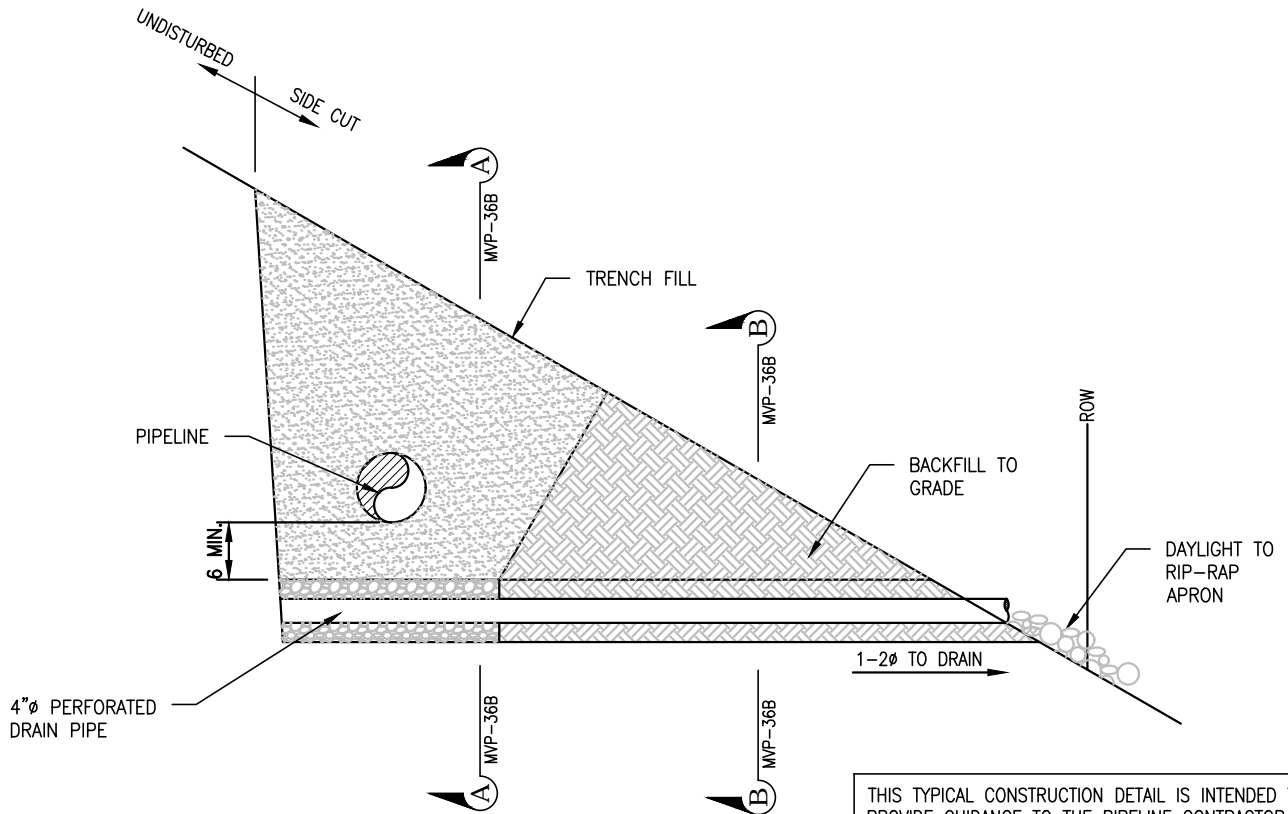 UNDISTURBED
SIDE CUT
A
MVP-36B
TRENCH FILL
B
MVP-36B
ROW
PIPELINE
BACKFILL TO
GRADE
6 MIN.
DAYLIGHT TO
RIP-RAP
APRON
1-2ø TO DRAIN
4"ø PERFORATED
DRAIN PIPE
MVP-36B
A
MVP-36B
B
THIS TYPICAL CONSTRUCTION DETAIL IS INTENDED
PROVIDE GUIDANCE TO THE PIPELINE CONTRACTOR